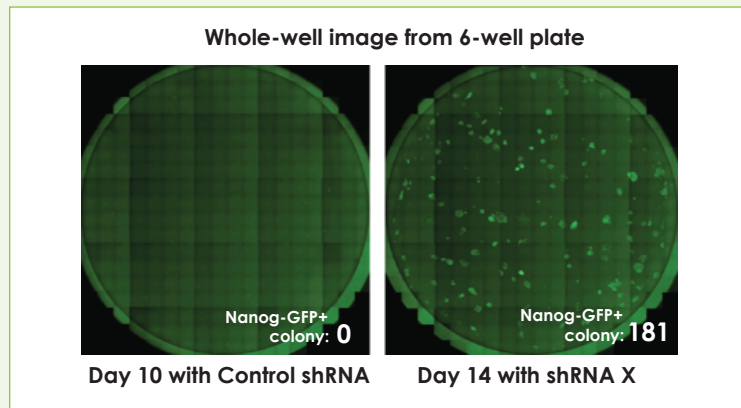 Whole-well image from 6-well plate
Nanog-GFP+
colony: 0
Nanog-GFP+
colony: 181
Day 10 with Control shRNA
Day 14 with shRNA X